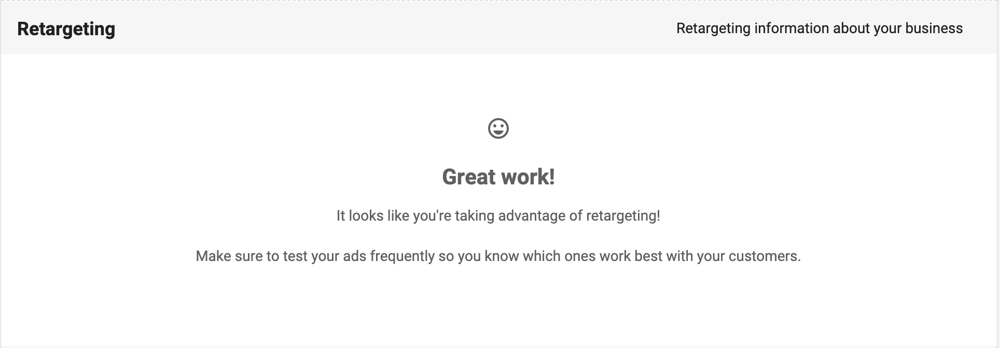 Retargeting
Retargeting information about your business
Great work!
It looks like you're taking advantage of retargeting!
Make sure to test your ads frequently so you know which ones work best with your customers.